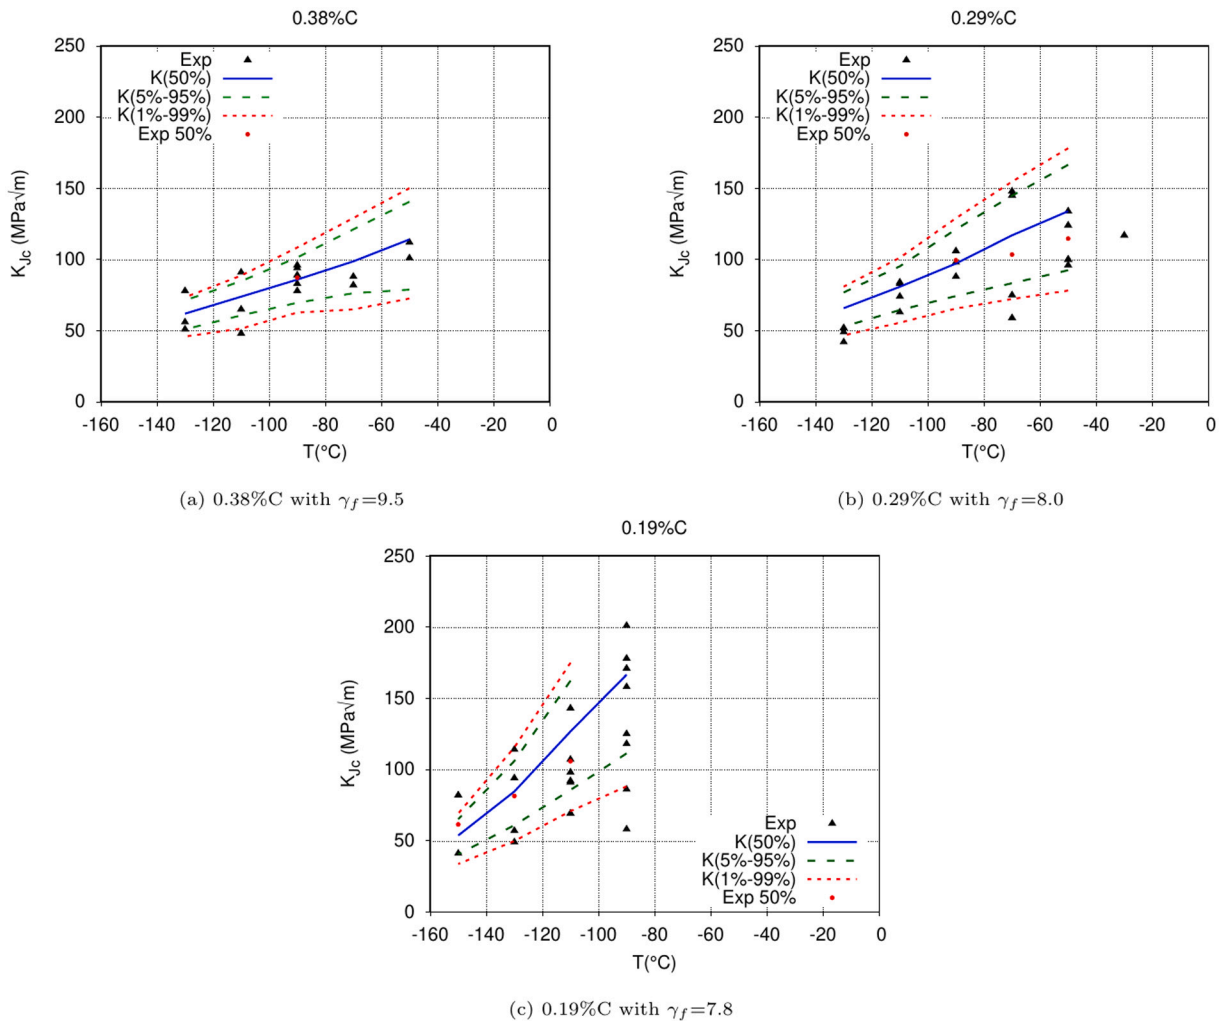 0.38%C
250
200
150
100
50
0
Exp
K(50%)
K(5%-95%)
K(1%-99%)
Exp 50%
K_Jc (MPa√m)
-160 -140 -120 -100 -80 -60 -40 -20 0
T(°C)
(a) 0.38%C with γ_f=9.5
0.29%C
250
200
150
100
50
0
Exp
K(50%)
K(5%-95%)
K(1%-99%)
Exp 50%
K_Jc (MPa√m)
-160 -140 -120 -100 -80 -60 -40 -20 0
T(°C)
(b) 0.29%C with γ_f=8.0
0.19%C
250
200
150
100
50
0
K_Jc (MPa√m)
Exp
K(50%)
K(5%-95%)
K(1%-99%)
Exp 50%
-160 -140 -120 -100 -80 -60 -40 -20 0
T(°C)
(c) 0.19%C with γ_f=7.8